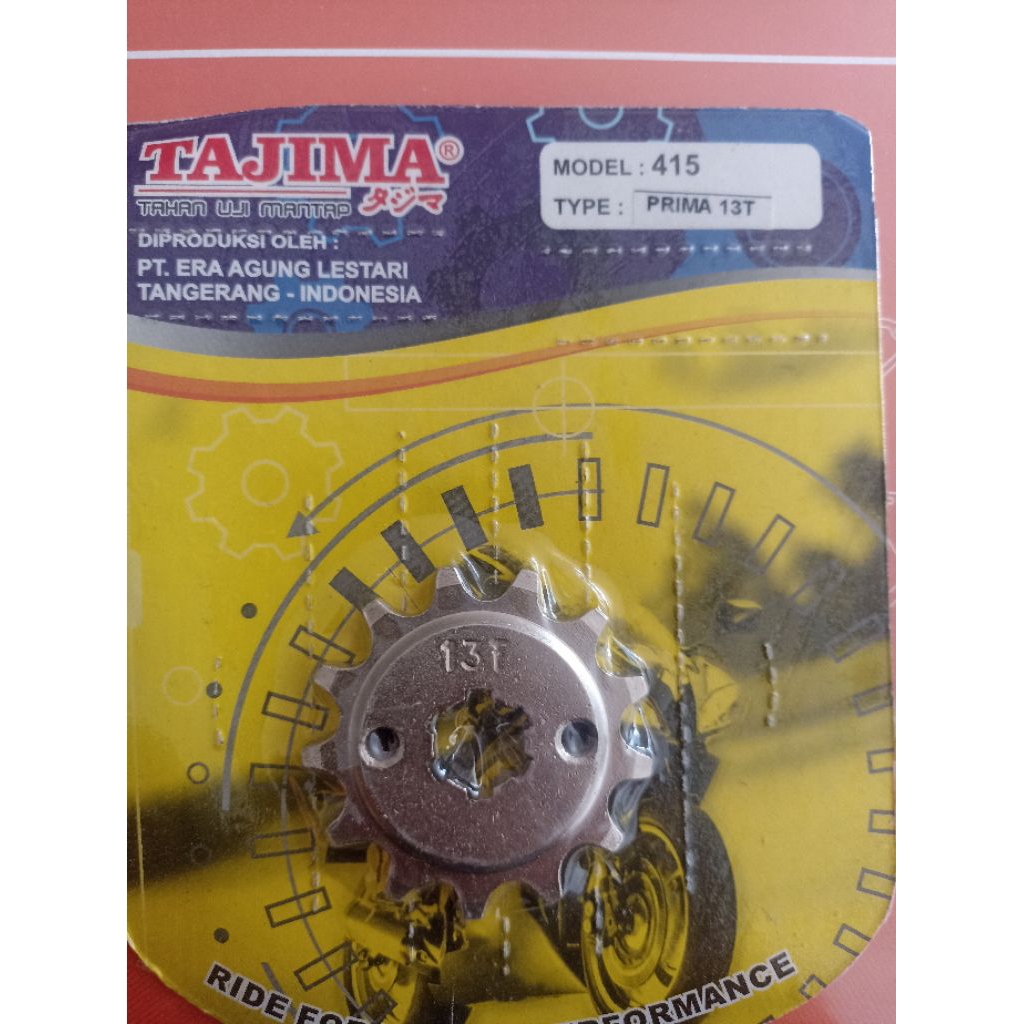 TAJIMA®
TAHAN UJI MANTAP タジマ
DIPRODUKSI OLEH :
PT. ERA AGUNG LESTARI
TANGERANG - INDONESIA
MODEL : 415
TYPE : PRIMA 13T
13T
RIDE FOR
PERFORMANCE